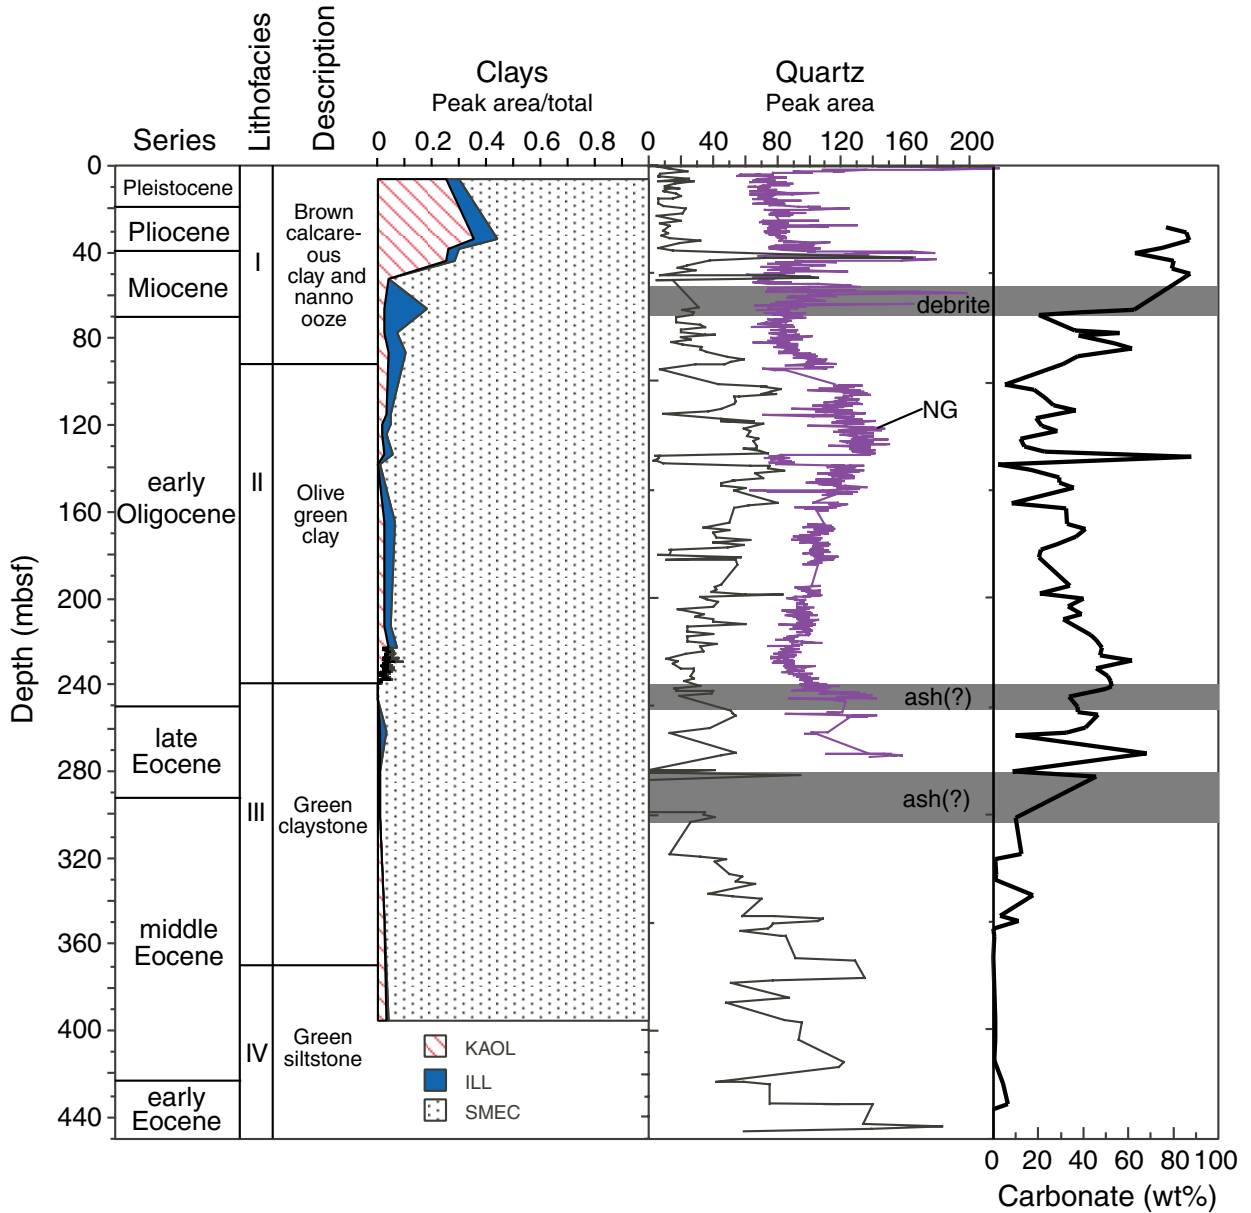 Lithofacies
Description
Clays
Peak area/total
Quartz
Peak area
Series
0 0.2 0.4 0.6 0.8
0 40 80 120 160 200
Depth (mbsf)
0
40
80
120
160
200
240
280
320
360
400
440
Pleistocene
Pliocene
Miocene
early
Oligocene
late
Eocene
middle
Eocene
early
Eocene
I
II
III
IV
Brown
calcare-
ous
clay and
nanno
ooze
Olive
green
clay
Green
claystone
Green
siltstone
KAOL
ILL
SMEC
debrite
NG
ash(?)
ash(?)
0 20 40 60 80 100
Carbonate (wt%)